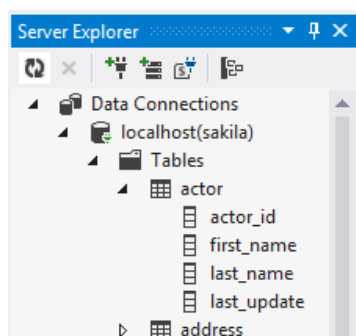 Server Explorer
Data Connections
localhost(sakila)
Tables
actor
actor_id
first_name
last_name
last_update
address